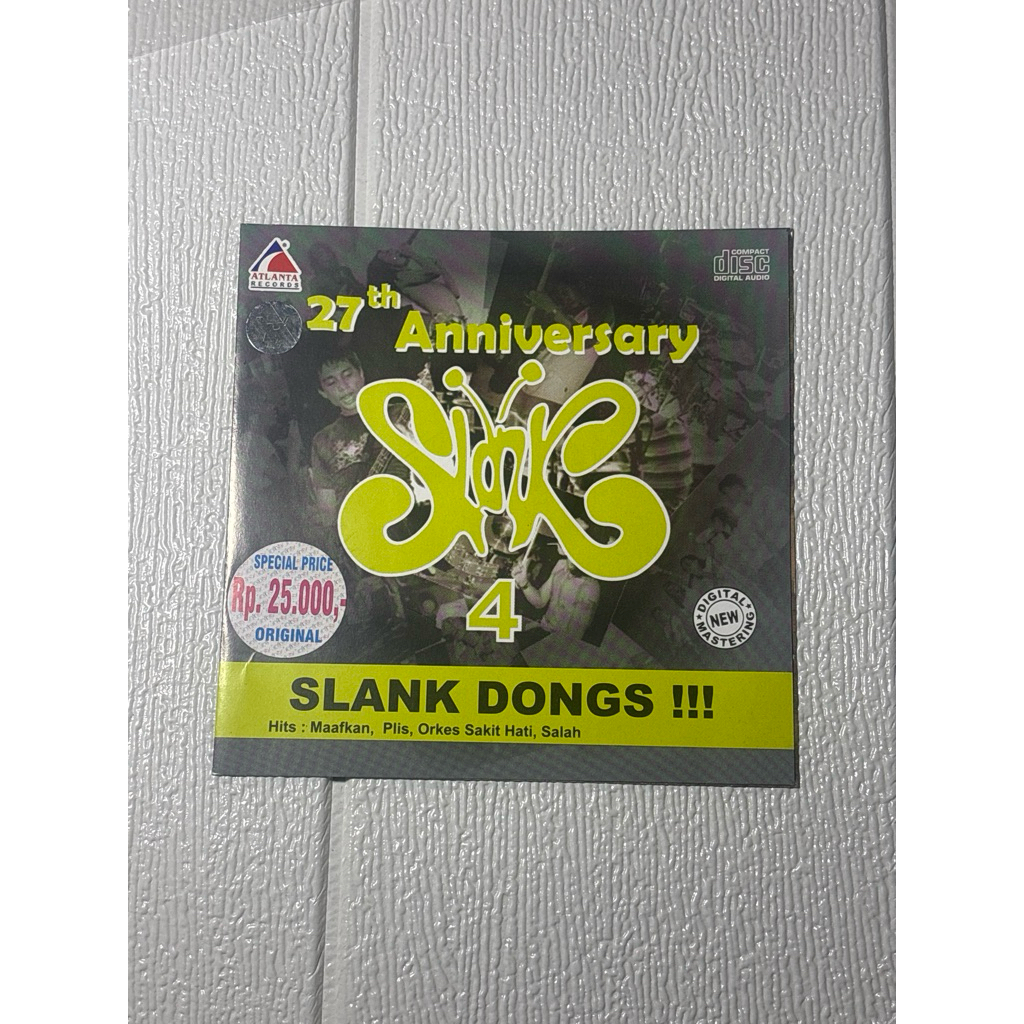 ATLANTA
RECORDS
COMPACT
disc
DIGITAL AUDIO
27th
Anniversary
Slank
4
SPECIAL PRICE
Rp. 25.000,-
ORIGINAL
DIGITAL
NEW
MASTERING
SLANK DONGS !!!
Hits : Maafkan, Plis, Orkes Sakit Hati, Salah